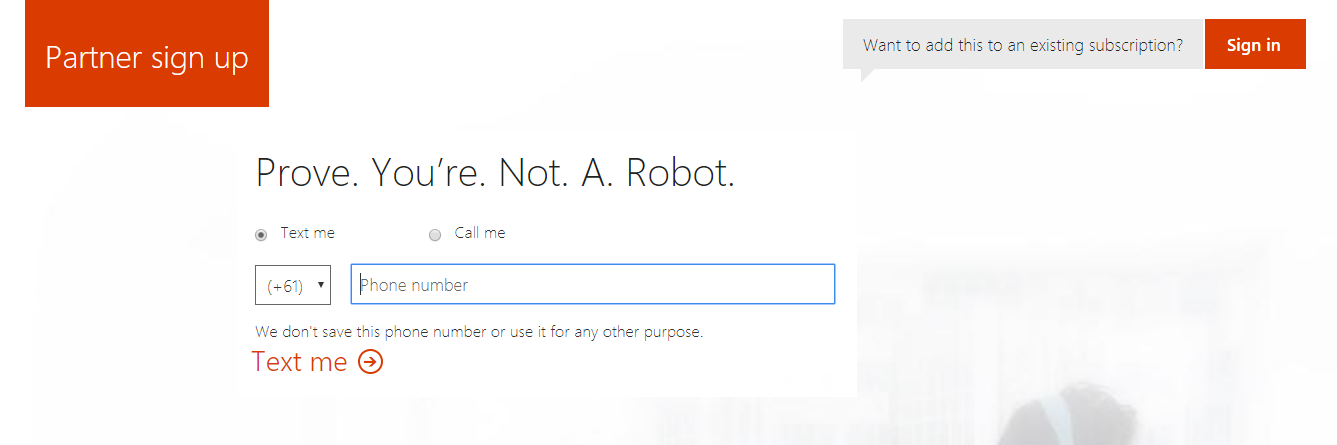 Partner sign up
Want to add this to an existing subscription?
Sign in
Prove. You're. Not. A. Robot.
Text me
Call me
(+61)
Phone number
We don't save this phone number or use it for any other purpose.
Text me